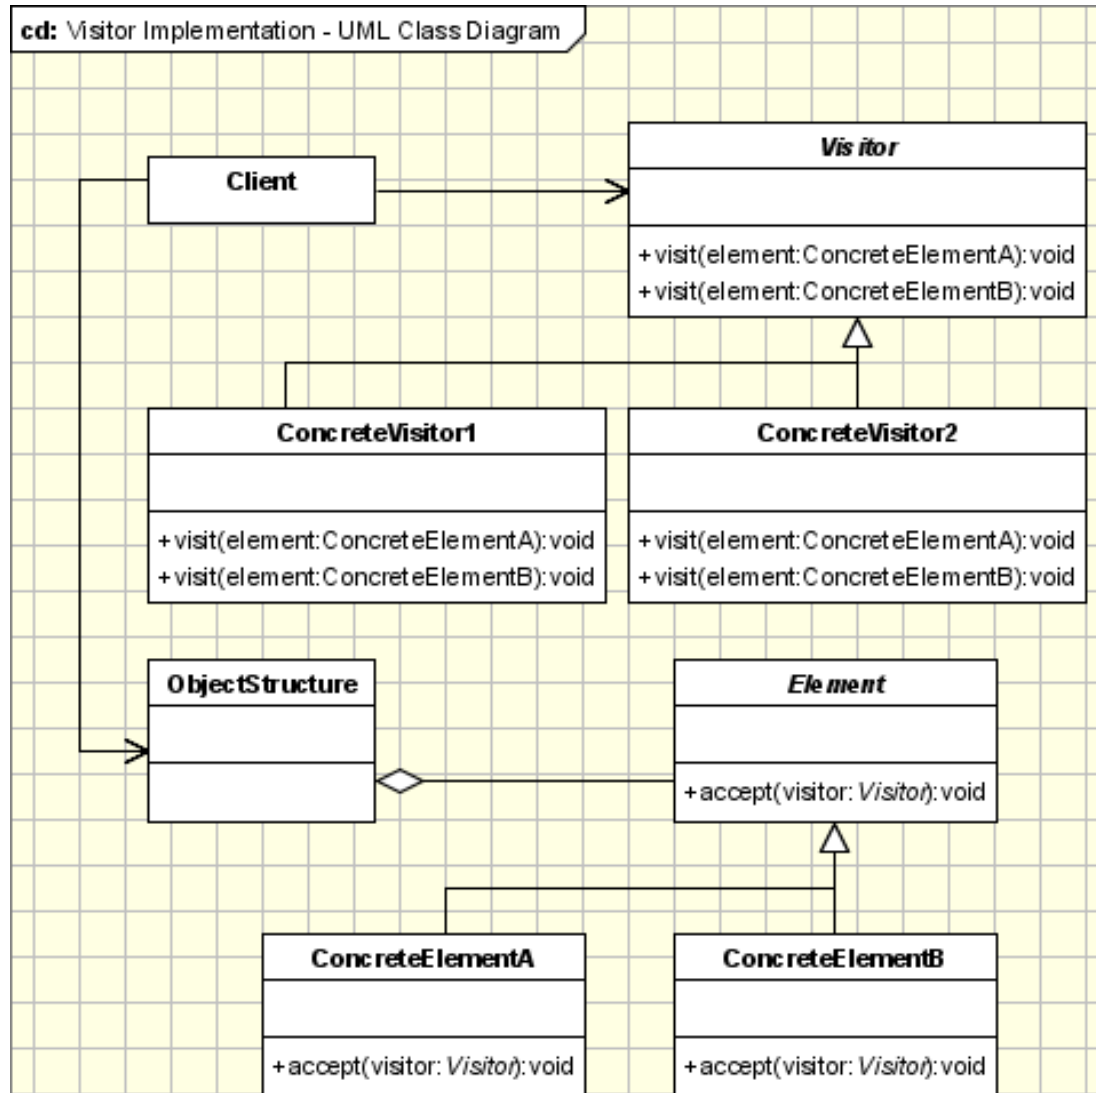 cd: Visitor Implementation - UML Class Diagram
Client
Visitor
+visit(element:ConcreteElementA):void
+visit(element:ConcreteElementB):void
ConcreteVisitor1
+visit(element:ConcreteElementA):void
+visit(element:ConcreteElementB):void
ConcreteVisitor2
+visit(element:ConcreteElementA):void
+visit(element:ConcreteElementB):void
ObjectStructure
Element
+accept(visitor:Visitor):void
ConcreteElementA
+accept(visitor:Visitor):void
ConcreteElementB
+accept(visitor:Visitor):void